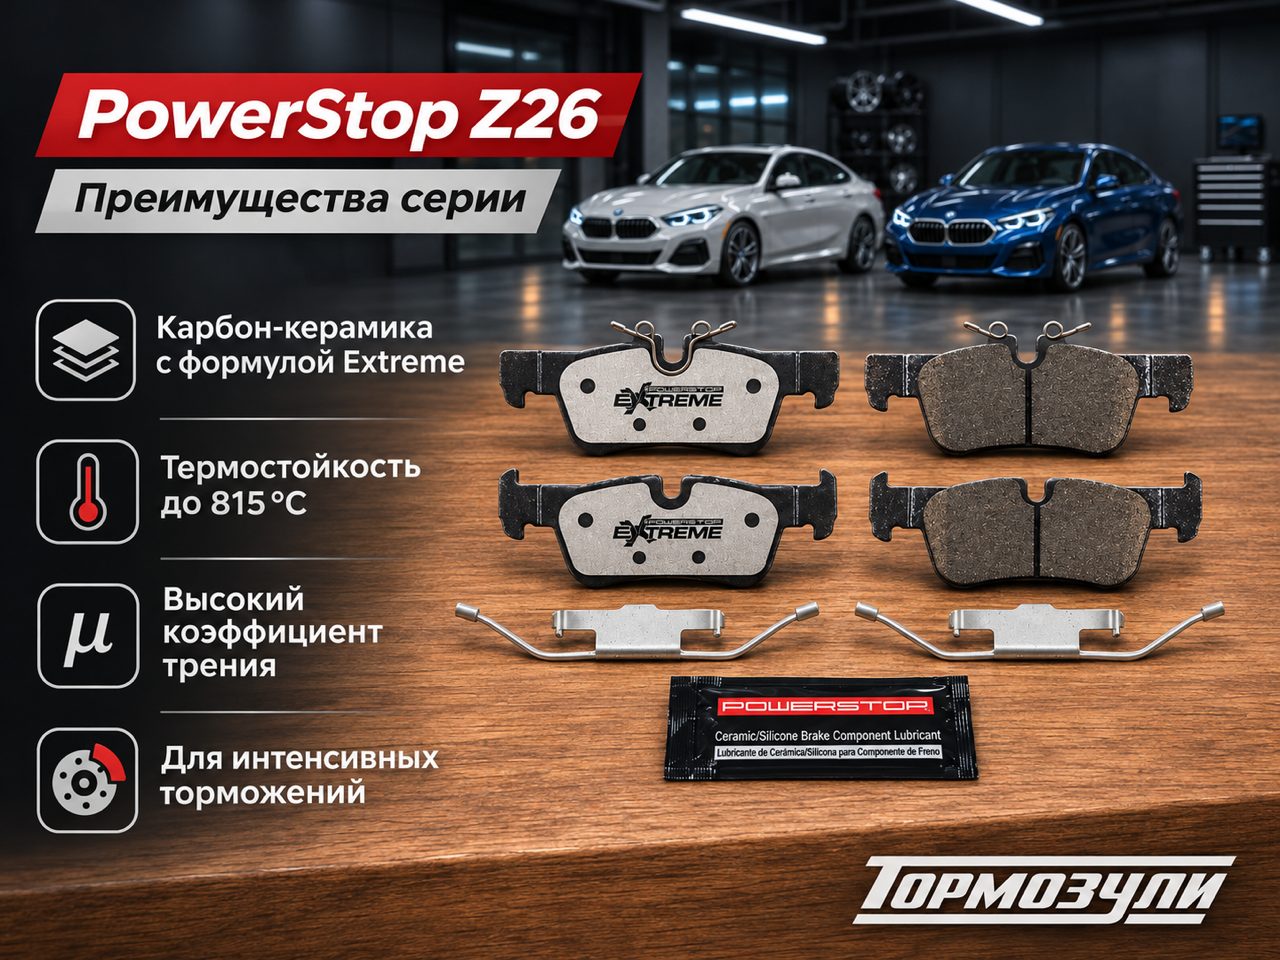 PowerStop Z26
Преимущества серии
Карбон-керамика
с формулой Extreme
Термостойкость
до 815 °C
μ
Высокий
коэффициент
трения
Для интенсивных
торможений
POWERSTOP
EXTREME
POWERSTOP
EXTREME
POWERSTOP
Ceramic/Silicone Brake Component Lubricant
Lubricante de Cerámica/Silicona para Componente de Freno
ТОРМОЗУЛИ